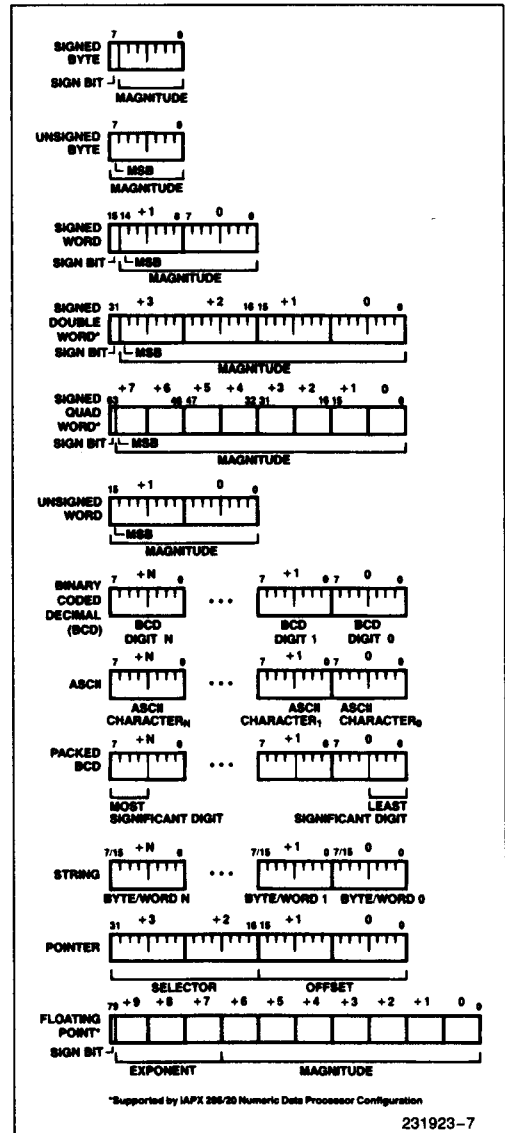 7 0
SIGNED BYTE
SIGN BIT
MAGNITUDE
7 0
UNSIGNED BYTE
MSB
MAGNITUDE
15 14 +1 8 7 0 0
SIGNED WORD
SIGN BIT MSB
MAGNITUDE
31 +3 +2 16 15 +1 0 0
SIGNED DOUBLE WORD*
SIGN BIT MSB
MAGNITUDE
+7 +6 +5 +4 +3 +2 +1 0
63 48 47 32 31 16 15 0
SIGNED QUAD WORD*
SIGN BIT MSB
MAGNITUDE
15 +1 0 0
UNSIGNED WORD
MSB
MAGNITUDE
7 +N 0 7 +1 0 7 0 0
BINARY CODED DECIMAL (BCD)
...
BCD DIGIT N BCD DIGIT 1 BCD DIGIT 0
7 +N 0 7 +1 0 7 0 0
ASCII ...
ASCII CHARACTERN ASCII CHARACTER1 ASCII CHARACTER0
7 +N 0 7 +1 0 7 0 0
PACKED BCD ...
MOST SIGNIFICANT DIGIT LEAST SIGNIFICANT DIGIT
7/15 +N 0 7/15 +1 0 7/15 0 0
STRING ...
BYTE/WORD N BYTE/WORD 1 BYTE/WORD 0
31 +3 +2 16 15 +1 0 0
POINTER
SELECTOR OFFSET
79 +9 +8 +7 +6 +5 +4 +3 +2 +1 0 0
FLOATING POINT*
SIGN BIT
EXPONENT MAGNITUDE
*Supported by IAPX 286/20 Numeric Data Processor Configuration
231923-7